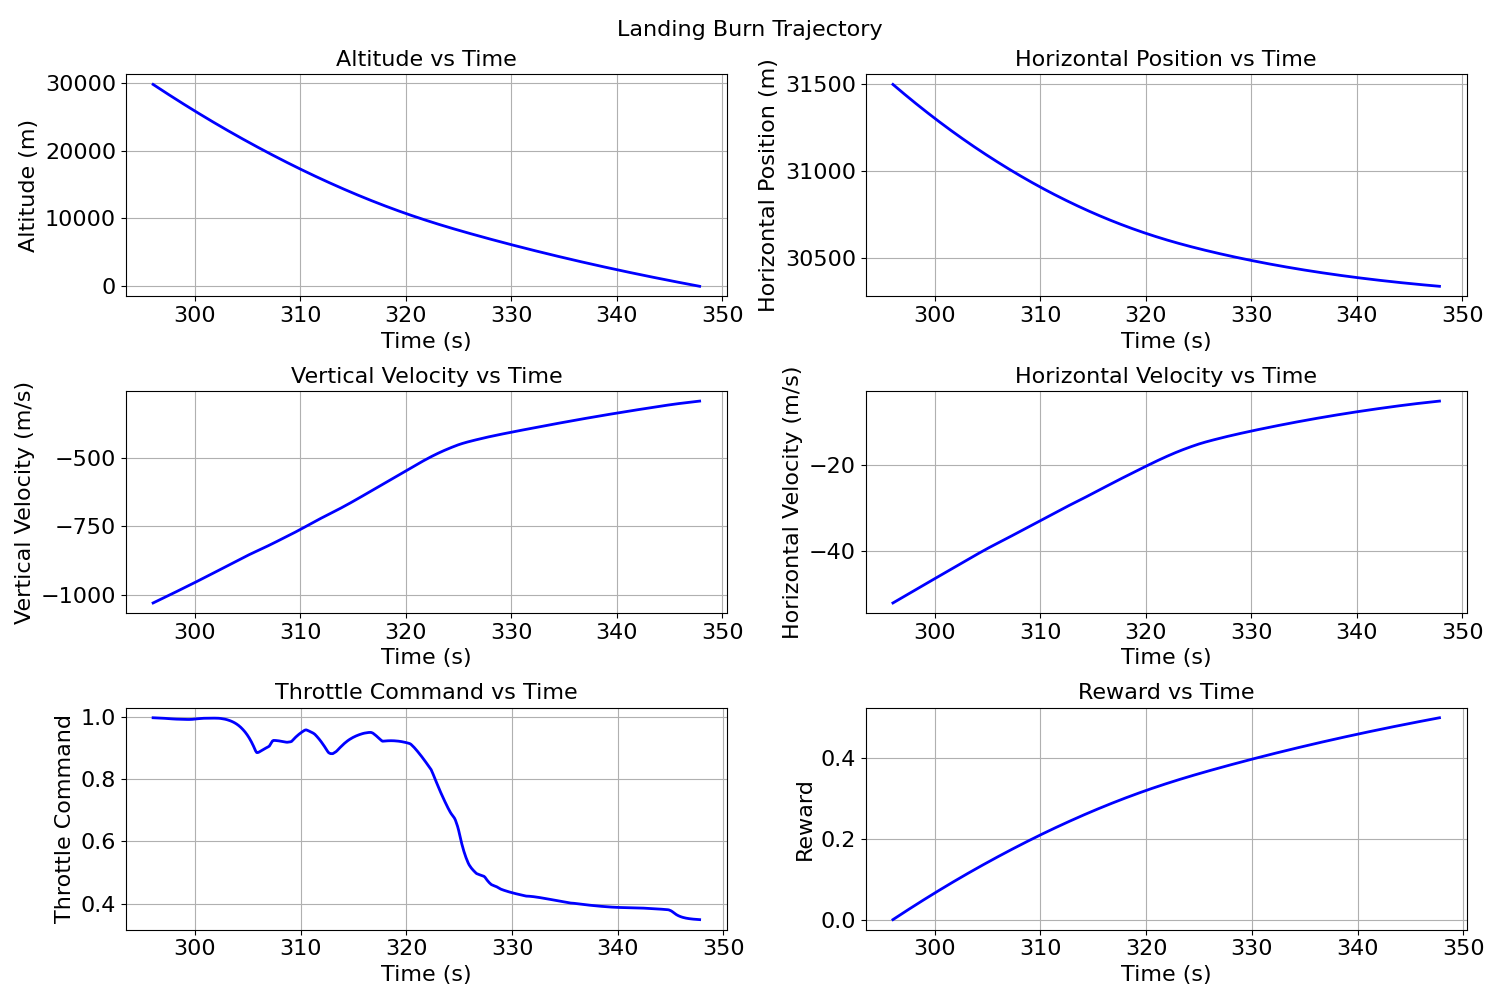 Landing Burn Trajectory
Altitude vs Time
Altitude (m)
30000
20000
10000
0
300 310 320 330 340 350
Time (s)
Horizontal Position vs Time
Horizontal Position (m)
31500
31000
30500
300 310 320 330 340 350
Time (s)
Vertical Velocity vs Time
Vertical Velocity (m/s)
−500
−750
−1000
300 310 320 330 340 350
Time (s)
Horizontal Velocity vs Time
Horizontal Velocity (m/s)
−20
−40
300 310 320 330 340 350
Time (s)
Throttle Command vs Time
Throttle Command
1.0
0.8
0.6
0.4
300 310 320 330 340 350
Time (s)
Reward vs Time
Reward
0.4
0.2
0.0
300 310 320 330 340 350
Time (s)